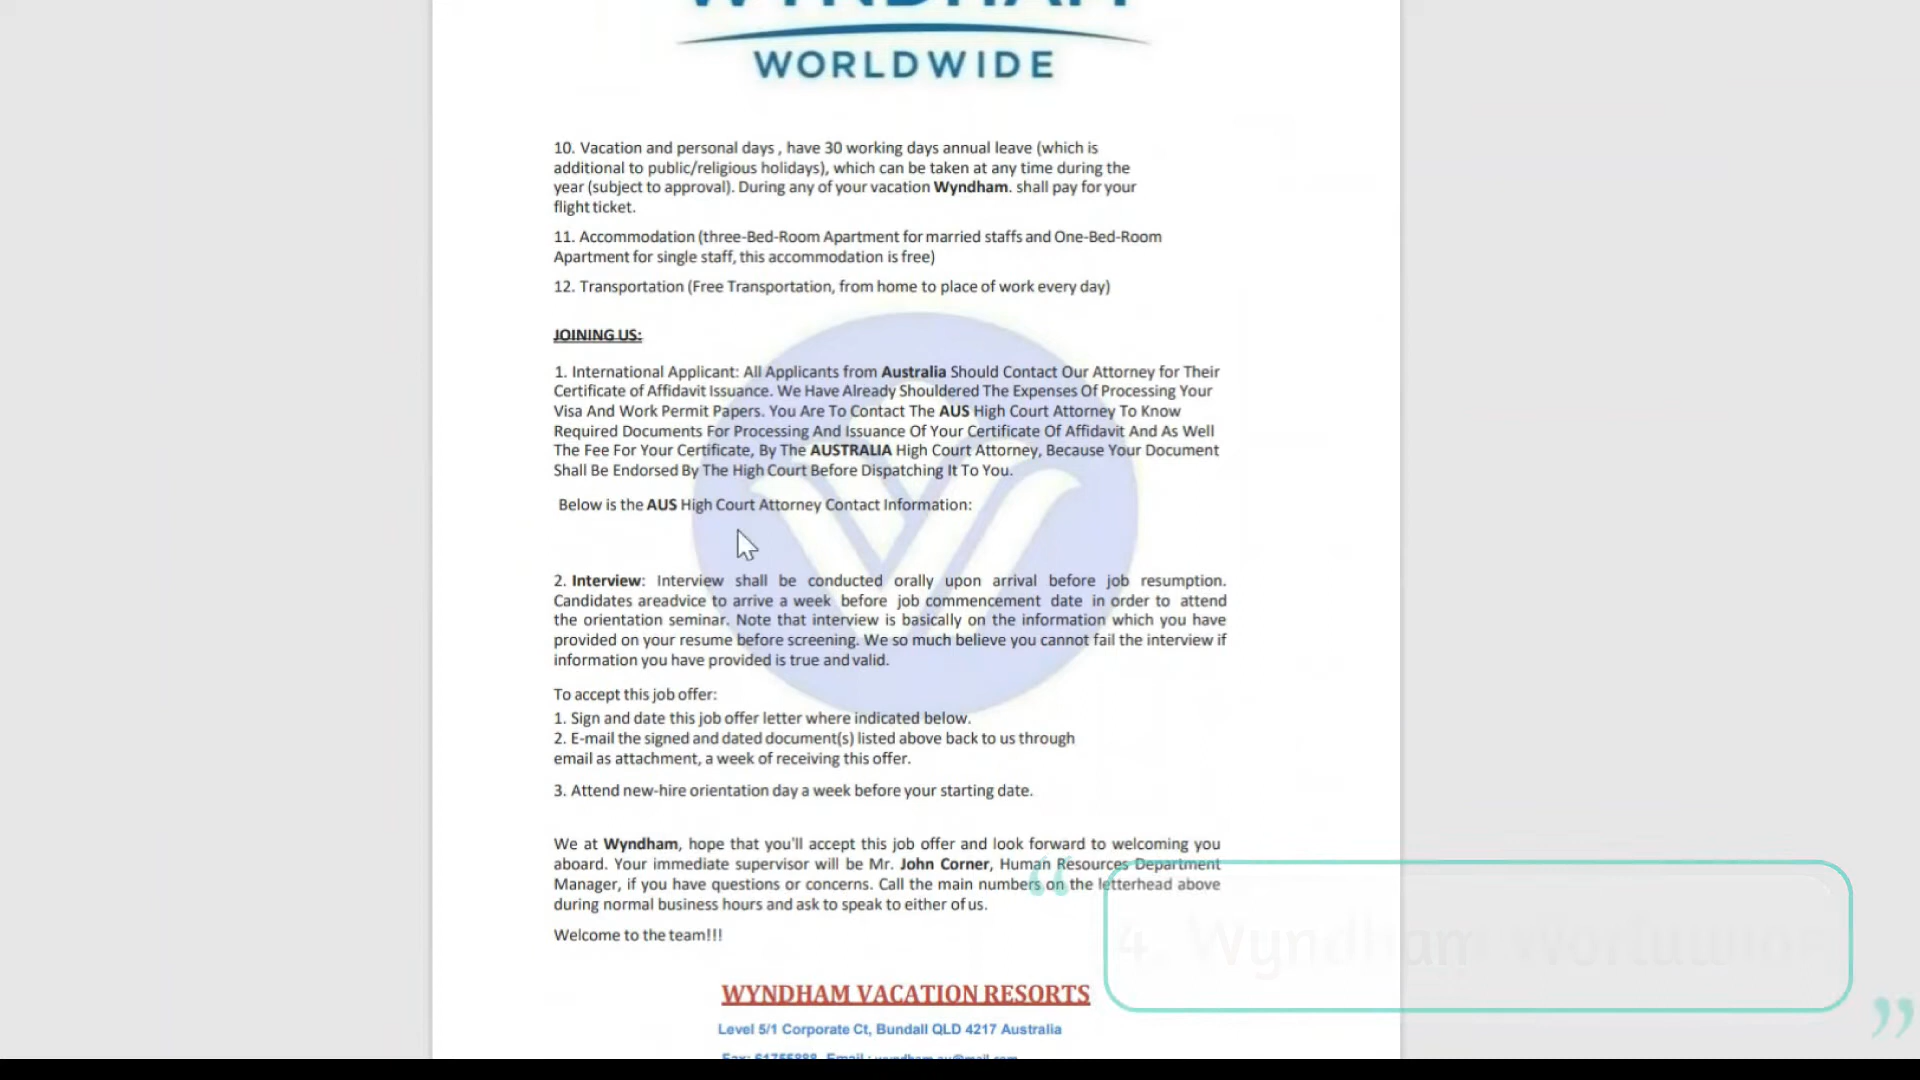 WYNDHAM
WORLDWIDE
10. Vacation and personal days , have 30 working days annual leave (which is
additional to public/religious holidays), which can be taken at any time during the
year (subject to approval). During any of your vacation Wyndham. shall pay for your
flight ticket.
11. Accommodation (three-Bed-Room Apartment for married staffs and One-Bed-Room
Apartment for single staff, this accommodation is free)
12. Transportation (Free Transportation, from home to place of work every day)
JOINING US:
1. International Applicant: All Applicants from Australia Should Contact Our Attorney for Their
Certificate of Affidavit Issuance. We Have Already Shouldered The Expenses Of Processing Your
Visa And Work Permit Papers. You Are To Contact The AUS High Court Attorney To Know
Required Documents For Processing And Issuance Of Your Certificate Of Affidavit And As Well
The Fee For Your Certificate, By The AUSTRALIA High Court Attorney, Because Your Document
Shall Be Endorsed By The High Court Before Dispatching It To You.
Below is the AUS High Court Attorney Contact Information:
2. Interview: Interview shall be conducted orally upon arrival before job resumption.
Candidates areadvice to arrive a week before job commencement date in order to attend
the orientation seminar. Note that interview is basically on the information which you have
provided on your resume before screening. We so much believe you cannot fail the interview if
information you have provided is true and valid.
To accept this job offer:
1. Sign and date this job offer letter where indicated below.
2. E-mail the signed and dated document(s) listed above back to us through
email as attachment, a week of receiving this offer.
3. Attend new-hire orientation day a week before your starting date.
We at Wyndham, hope that you'll accept this job offer and look forward to welcoming you
aboard. Your immediate supervisor will be Mr. John Corner, Human Resources Department
Manager, if you have questions or concerns. Call the main numbers on the letterhead above
during normal business hours and ask to speak to either of us.
Welcome to the team!!!
“
4. Wyndham
”
WYNDHAM VACATION RESORTS
Level 5/1 Corporate Ct, Bundall QLD 4217 Australia
Email :